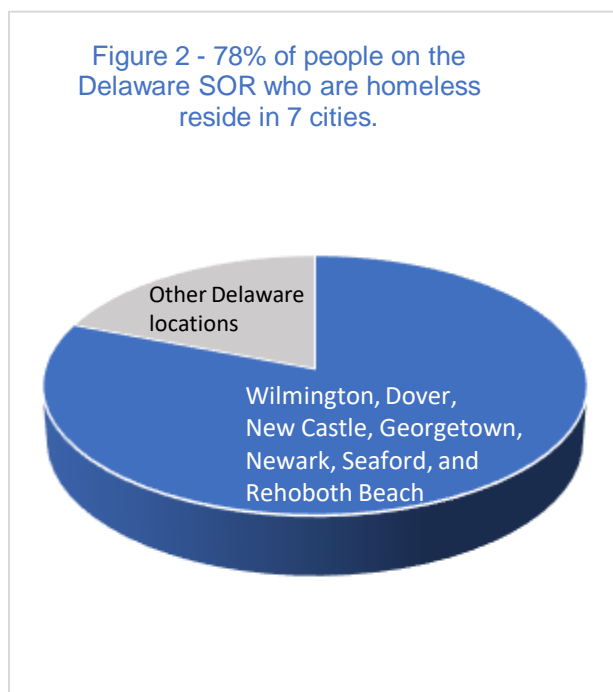 Figure 2 - 78% of people on the
Delaware SOR who are homeless
reside in 7 cities.
Other Delaware
locations
Wilmington, Dover,
New Castle, Georgetown,
Newark, Seaford, and
Rehoboth Beach